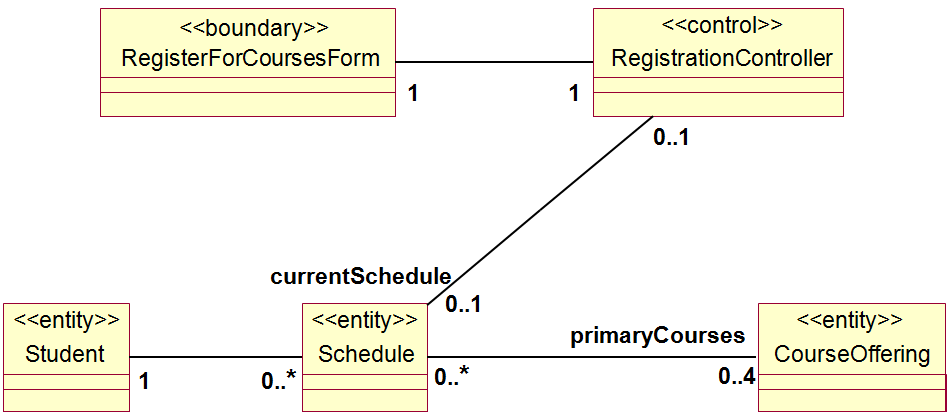 <<boundary>>
RegisterForCoursesForm
<<control>>
RegistrationController
1
1
0..1
currentSchedule
0..1
<<entity>>
Student
<<entity>>
Schedule
primaryCourses
<<entity>>
CourseOffering
1
0..*
0..*
0..4